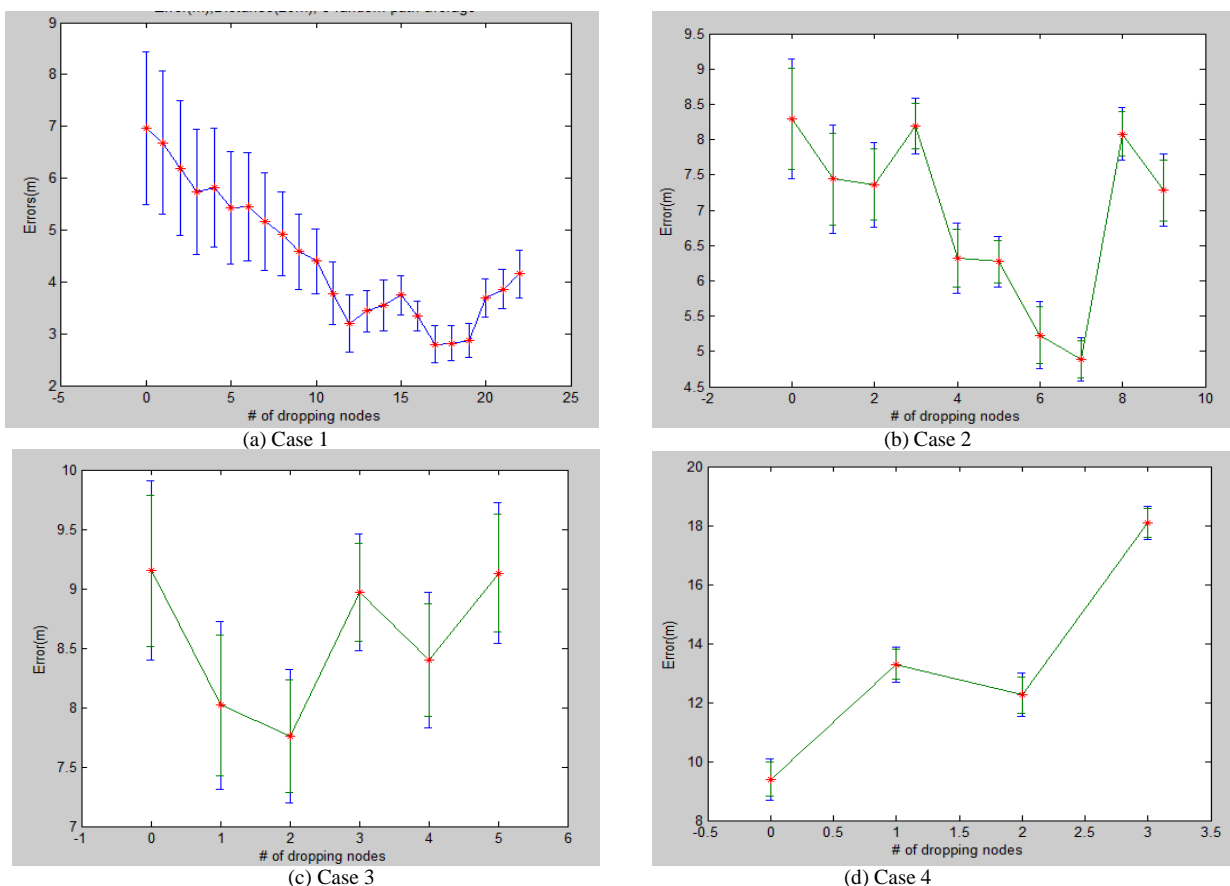 random path average
9
8
7
6
5
4
3
2
Errors(m)
-5 0 5 10 15 20 25
# of dropping nodes
(a) Case 1
9.5
9
8.5
8
7.5
7
6.5
6
5.5
5
4.5
Error(m)
-2 0 2 4 6 8 10
# of dropping nodes
(b) Case 2
10
9.5
9
8.5
8
7.5
7
Error(m)
-1 0 1 2 3 4 5 6
# of dropping nodes
(c) Case 3
20
18
16
14
12
10
8
Error(m)
-0.5 0 0.5 1 1.5 2 2.5 3 3.5
# of dropping nodes
(d) Case 4